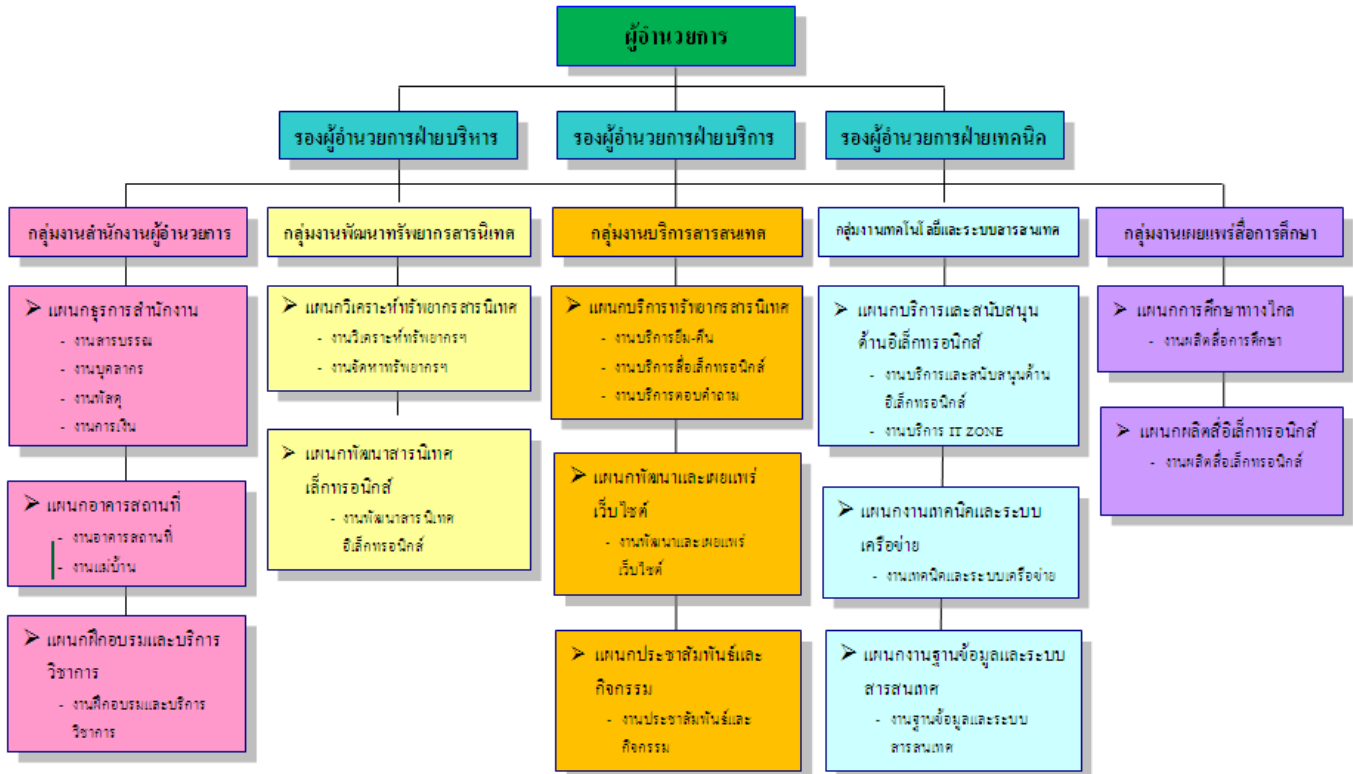 ผู้อำนวยการ
รองผู้อำนวยการฝ่ายบริหาร
รองผู้อำนวยการฝ่ายบริการ
รองผู้อำนวยการฝ่ายเทคนิค
กลุ่มงานสำนักงานผู้อำนวยการ
➢ แผนกธุรการสำนักงาน
- งานสารบรรณ
- งานบุคลากร
- งานพัสดุ
- งานการเงิน
➢ แผนกอาคารสถานที่
- งานอาคารสถานที่
- งานแม่บ้าน
➢ แผนกฝึกอบรมและบริการ
วิชาการ
- งานฝึกอบรมและบริการ
วิชาการ
กลุ่มงานพัฒนาทรัพยากรสารนิเทศ
➢ แผนกวิเคราะห์ทรัพยากรสารนิเทศ
- งานวิเคราะห์ทรัพยากรฯ
- งานจัดหาทรัพยากรฯ
➢ แผนกพัฒนาสารนิเทศ
เล็กทรอนิกส์
- งานพัฒนาสารนิเทศ
อิเล็กทรอนิกส์
กลุ่มงานบริการสารสนเทศ
➢ แผนกบริการทรัพยากรสารนิเทศ
- งานบริการยืม-คืน
- งานบริการสื่อเล็กทรอนิกส์
- งานบริการตอบคำถาม
➢ แผนกพัฒนาและเผยแพร่
เว็บไซต์
- งานพัฒนาและเผยแพร่
เว็บไซต์
➢ แผนกประชาสัมพันธ์และ
กิจกรรม
- งานประชาสัมพันธ์และ
กิจกรรม
กลุ่มงานเทคโนโลยีและระบบสารสนเทศ
➢ แผนกบริการและสนับสนุน
ด้านอิเล็กทรอนิกส์
- งานบริการและสนับสนุนด้าน
อิเล็กทรอนิกส์
- งานบริการ IT ZONE
➢ แผนกงานเทคนิคและระบบ
เครือข่าย
- งานเทคนิคและระบบเครือข่าย
➢ แผนกงานฐานข้อมูลและระบบ
สารสนเทศ
- งานฐานข้อมูลและระบบ
สารสนเทศ
กลุ่มงานเผยแพร่สื่อการศึกษา
➢ แผนกการศึกษาทางไกล
- งานผลิตสื่อการศึกษา
➢ แผนกผลิตสื่อิเล็กทรอนิกส์
- งานผลิตสื่อเล็กทรอนิกส์